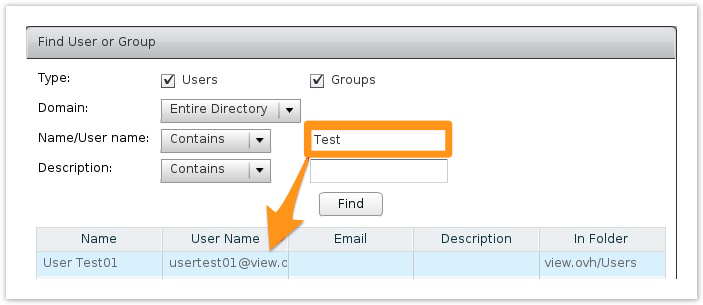 Find User or Group
Type: Users Groups
Domain: Entire Directory
Name/User name: Contains Test
Description: Contains
Find
Name User Name Email Description In Folder
User Test01 usertest01@view.c view.ovh/Users